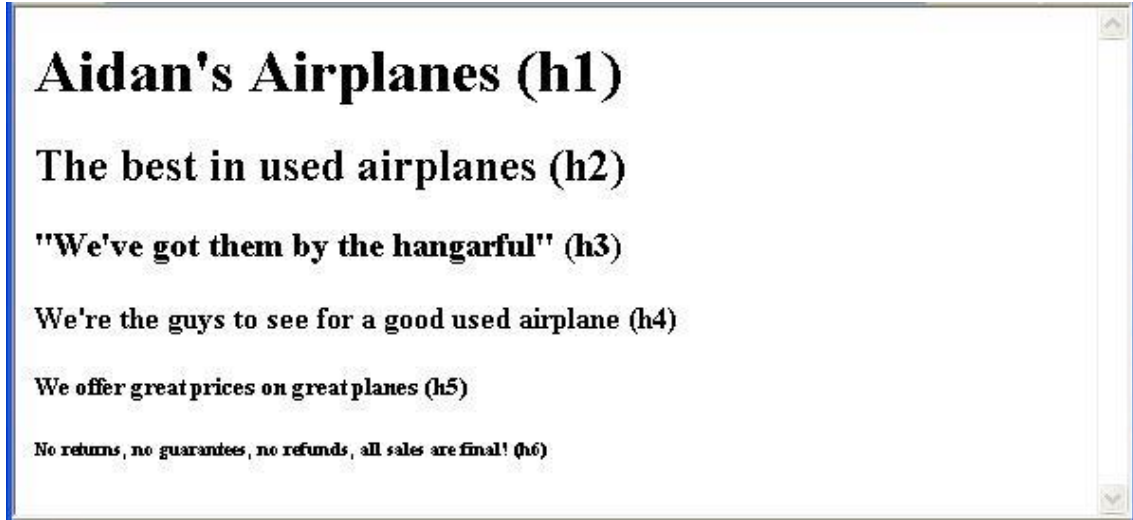 Aidan's Airplanes (h1)
The best in used airplanes (h2)
"We've got them by the hangarful" (h3)
We're the guys to see for a good used airplane (h4)
We offer great prices on great planes (h5)
No returns, no guarantees, no refunds, all sales are final! (h6)